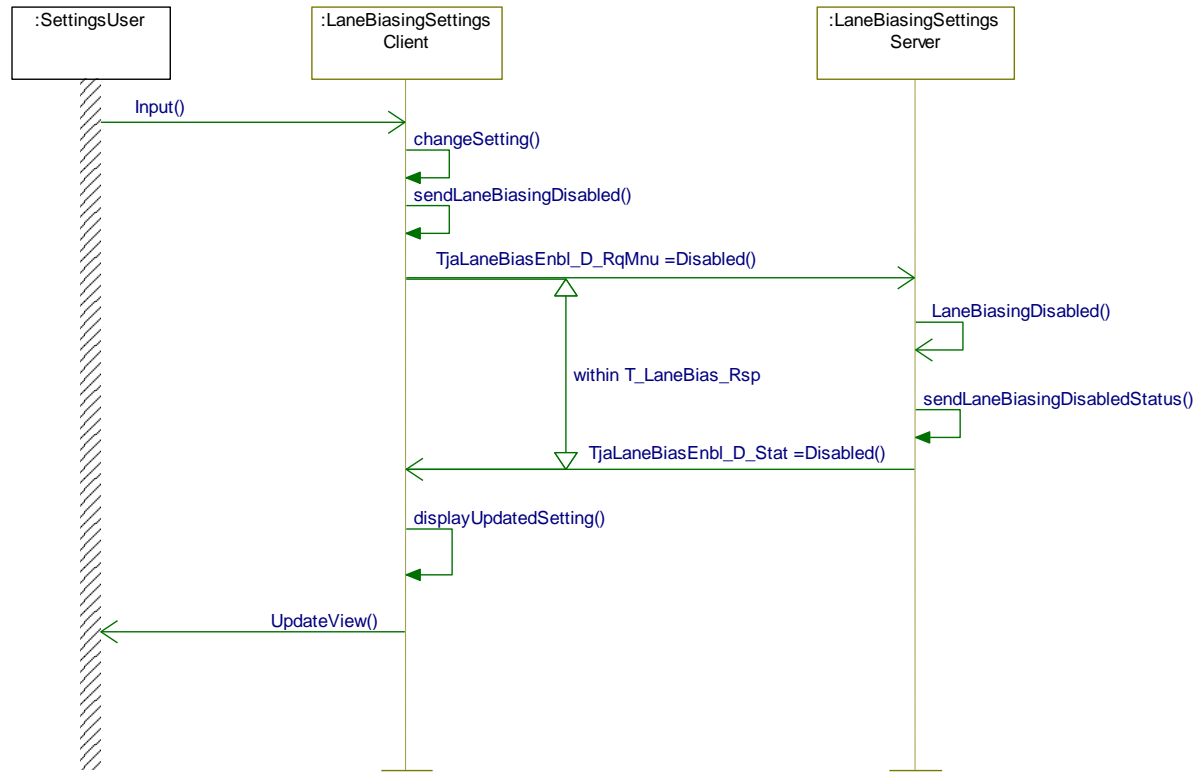 :SettingsUser
:LaneBiasingSettings
Client
:LaneBiasingSettings
Server
Input()
changeSetting()
sendLaneBiasingDisabled()
TjaLaneBiasEnbl_D_RqMnu =Disabled()
LaneBiasingDisabled()
within T_LaneBias_Rsp
sendLaneBiasingDisabledStatus()
TjaLaneBiasEnbl_D_Stat =Disabled()
displayUpdatedSetting()
UpdateView()